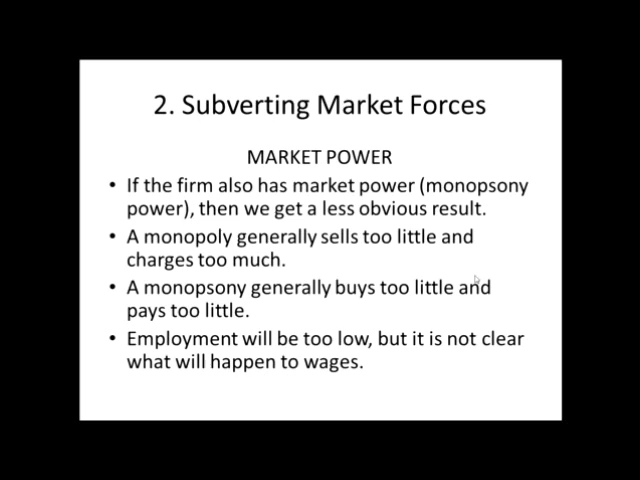 2. Subverting Market Forces
MARKET POWER
• If the firm also has market power (monopsony
power), then we get a less obvious result.
• A monopoly generally sells too little and
charges too much.
• A monopsony generally buys too little and
pays too little.
• Employment will be too low, but it is not clear
what will happen to wages.